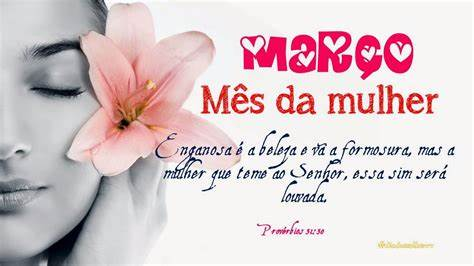 Março
Mês da mulher
Enganosa é a beleza e vã a formosura, mas a
mulher que teme ao Senhor, essa sim será
louvada.
Provérbios 31:30